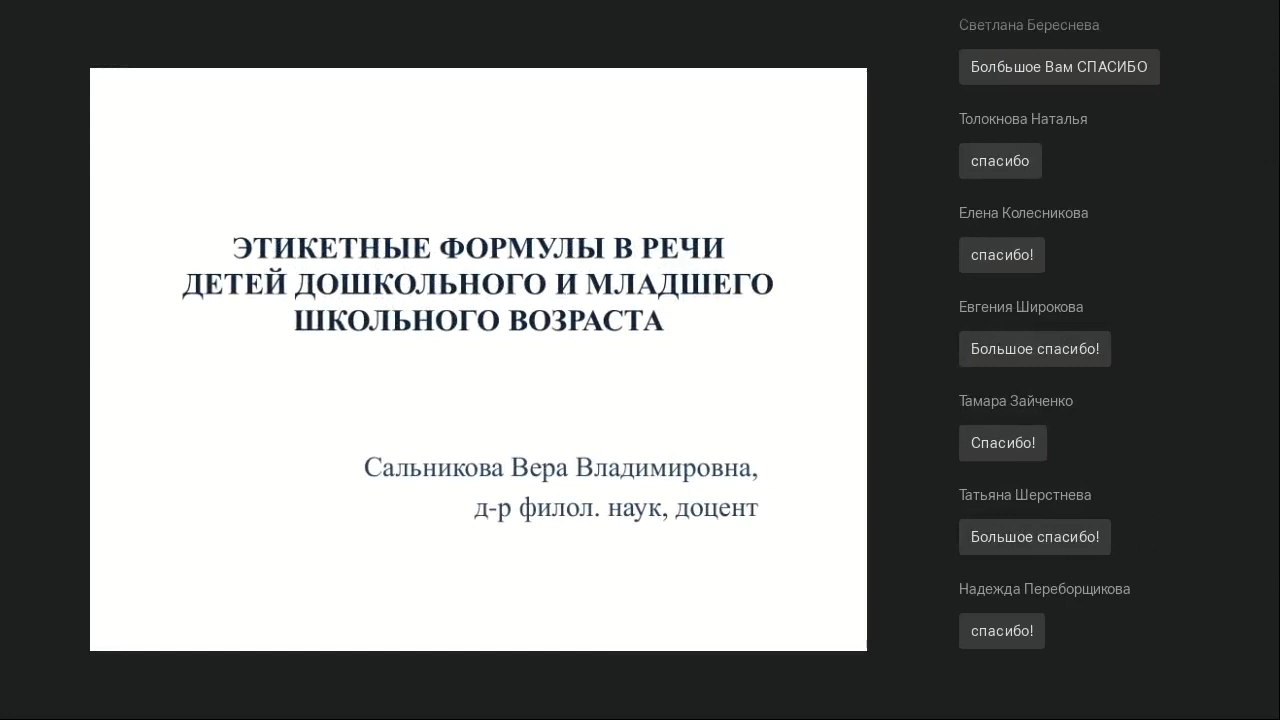 ЭТИКЕТНЫЕ ФОРМУЛЫ В РЕЧИ
ДЕТЕЙ ДОШКОЛЬНОГО И МЛАДШЕГО
ШКОЛЬНОГО ВОЗРАСТА
Сальникова Вера Владимировна,
д-р филол. наук, доцент
Светлана Береснева
Болбьшое Вам СПАСИБО
Толокнова Наталья
спасибо
Елена Колесникова
спасибо!
Евгения Широкова
Большое спасибо!
Тамара Зайченко
Спасибо!
Татьяна Шерстнева
Большое спасибо!
Надежда Переборщикова
спасибо!